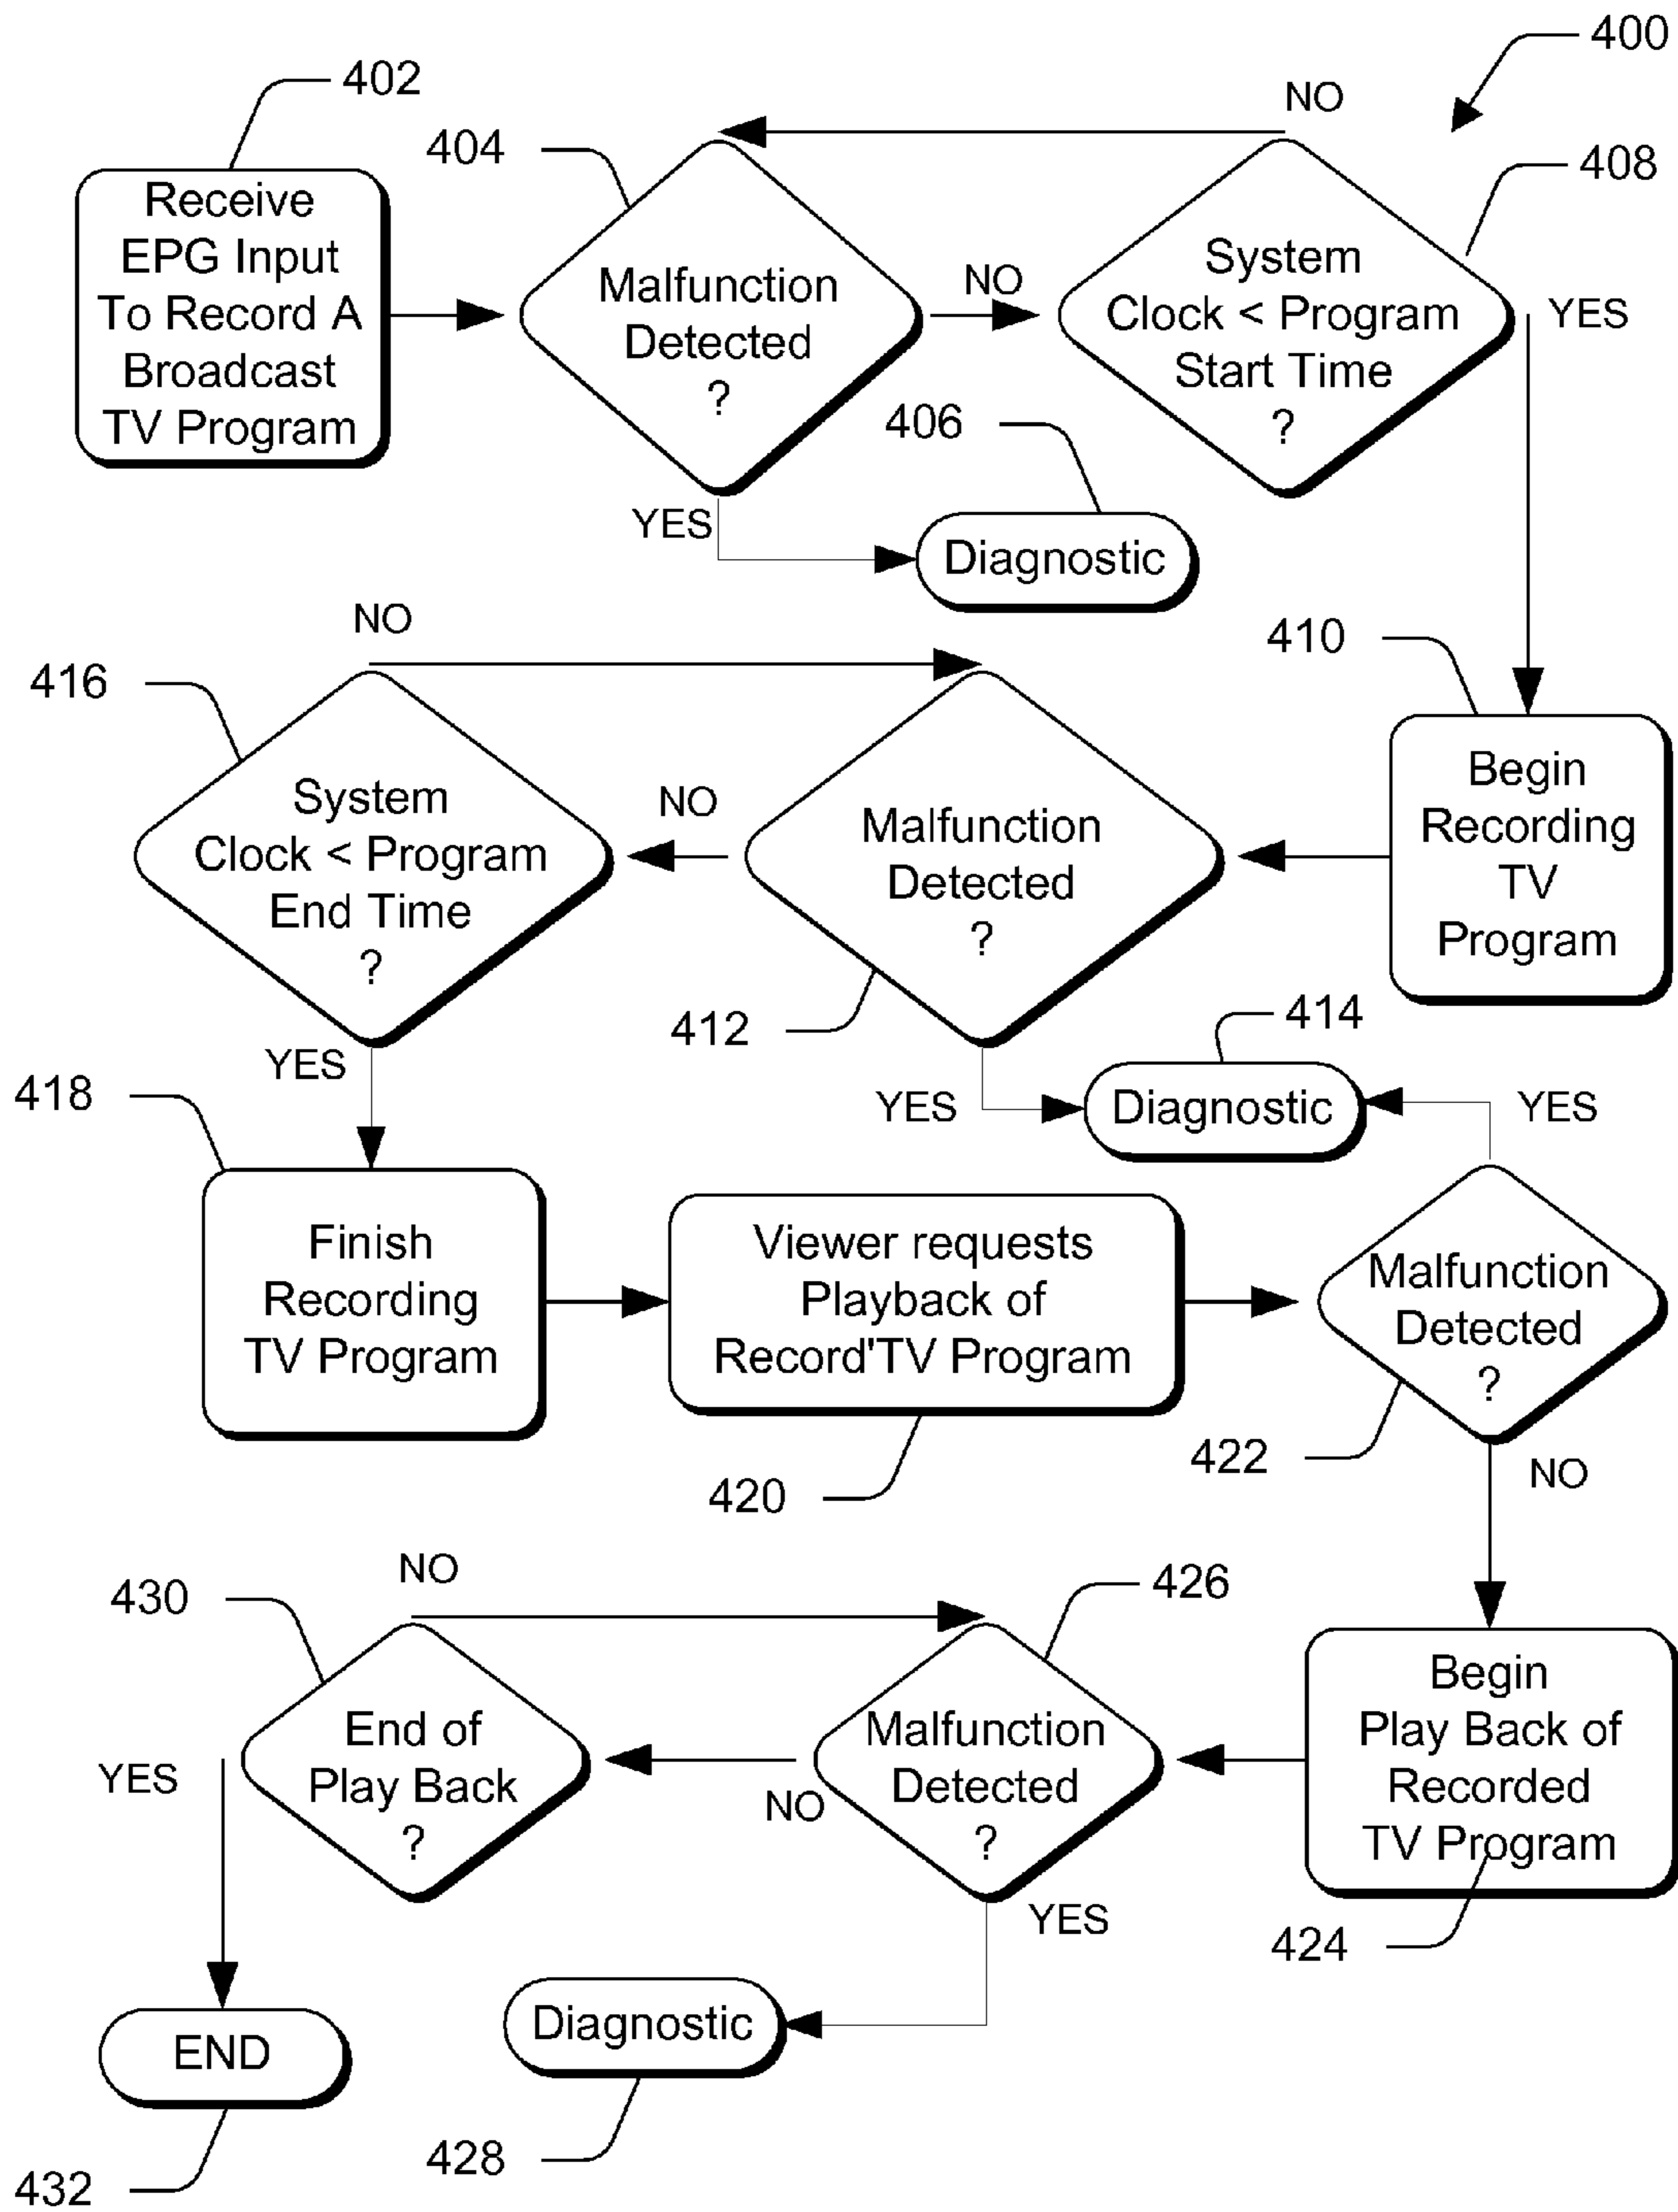 400
402
NO
404
408
Receive
EPG Input
To Record A
Broadcast
TV Program
Malfunction
Detected
?
NO
System
Clock < Program
Start Time
?
YES
406
YES
Diagnostic
NO
410
416
System
Clock < Program
End Time
?
NO
Malfunction
Detected
?
Begin
Recording
TV
Program
412
414
YES
418
YES
Diagnostic
YES
Finish
Recording
TV Program
Viewer requests
Playback of
Record'TV Program
Malfunction
Detected
?
422
NO
420
NO
430
426
End of
Play Back
?
YES
NO
Malfunction
Detected
?
Begin
Play Back of
Recorded
TV Program
YES
424
Diagnostic
END
428
432